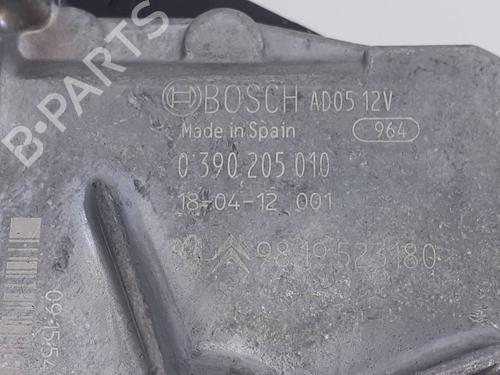 BOSCH AD05 12V
Made in Spain
964
0 390 205 010
18-04-12 001
9819523180
B-PARTS